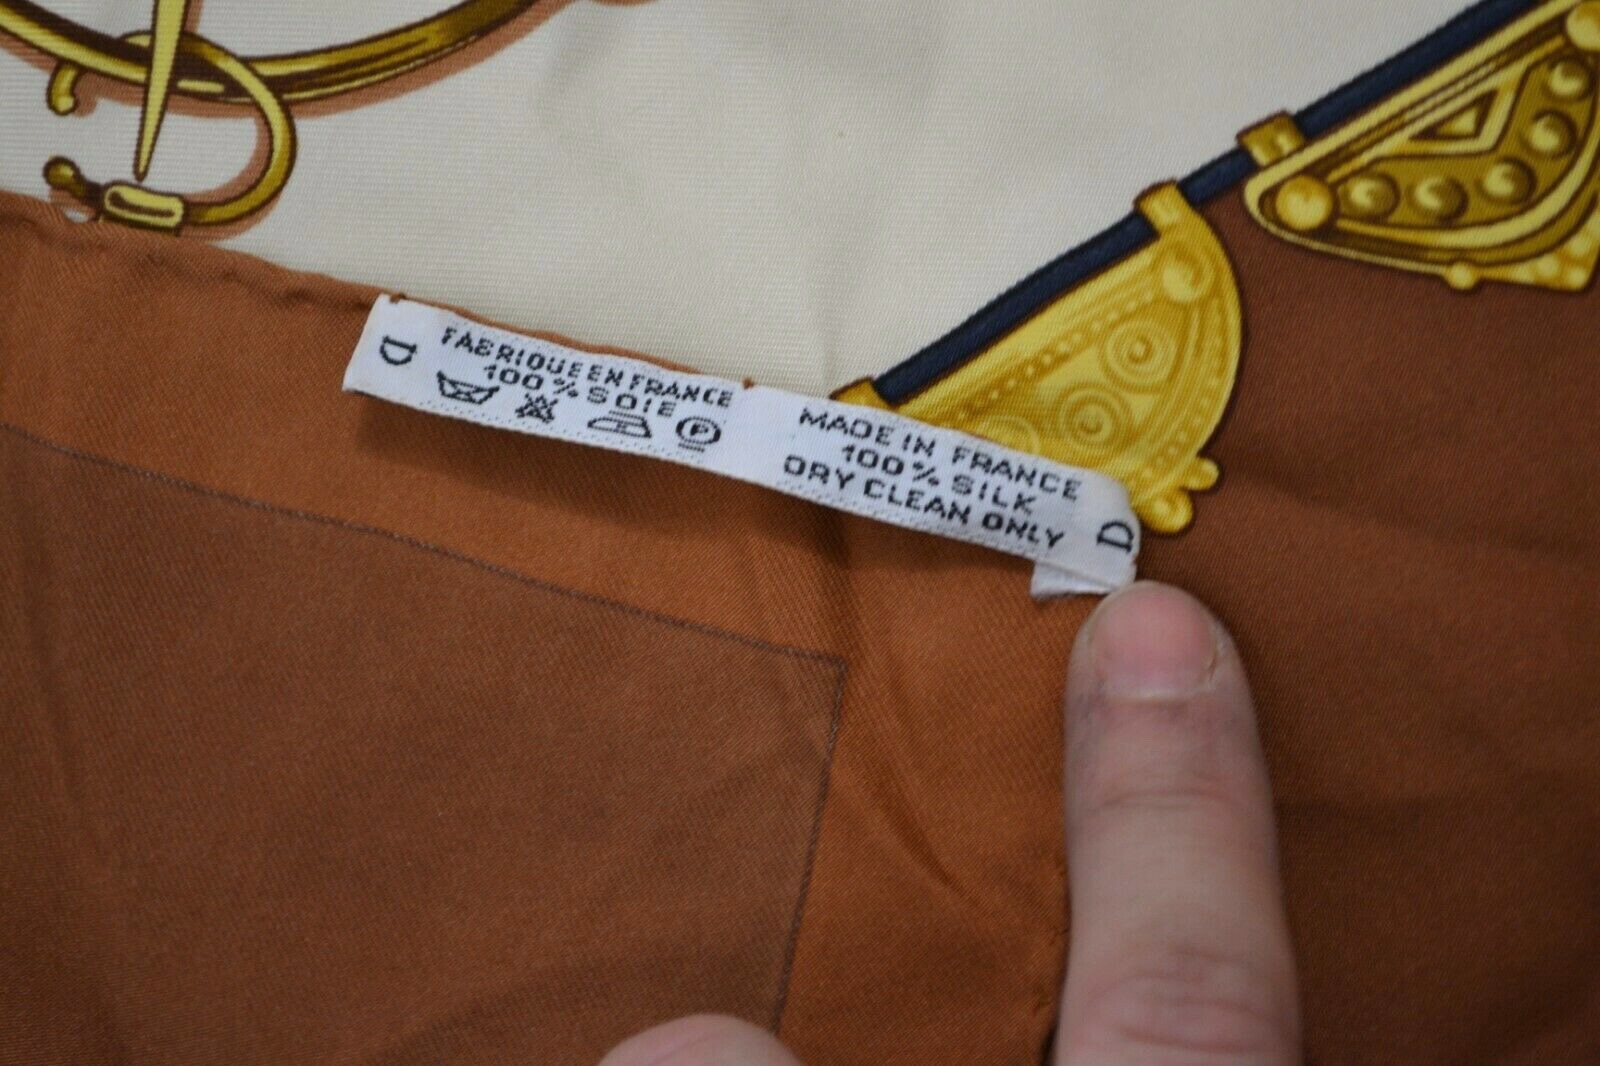 D
FABRIQUE EN FRANCE
100% SOIE
P
MADE IN FRANCE
100% SILK
DRY CLEAN ONLY
D